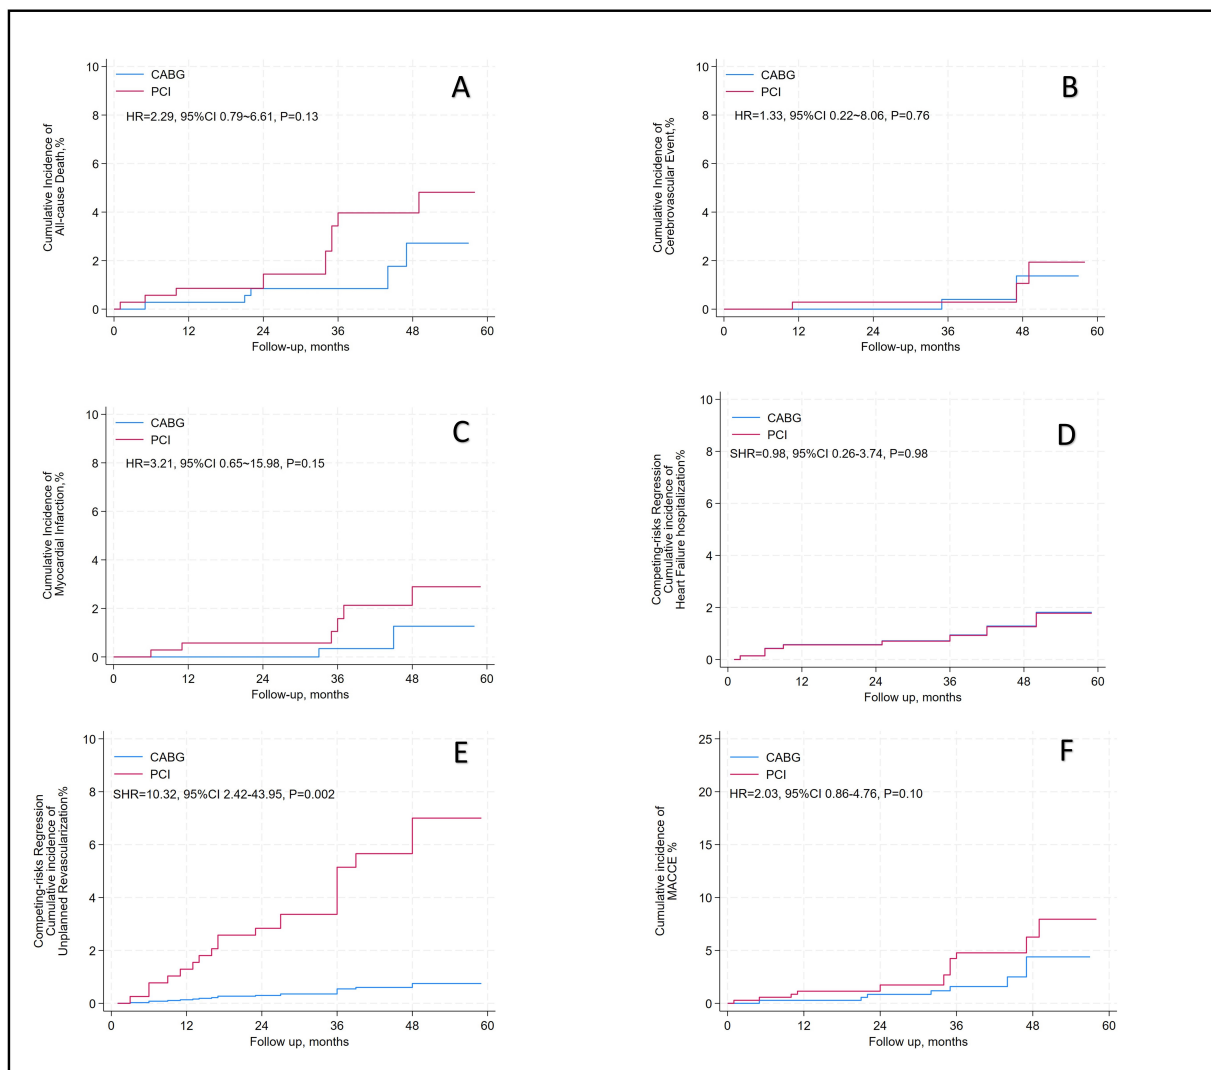 A
CABG
PCI
HR=2.29, 95%CI 0.79~6.61, P=0.13
Cumulative Incidence of
All-cause Death,%
10
8
6
4
2
0
0 12 24 36 48 60
Follow-up, months
B
CABG
PCI
HR=1.33, 95%CI 0.22~8.06, P=0.76
Cumulative Incidence of
Cerebrovascular Event,%
10
8
6
4
2
0
0 12 24 36 48 60
Follow-up, months
C
CABG
PCI
HR=3.21, 95%CI 0.65~15.98, P=0.15
Cumulative Incidence of
Myocardial Infarction,%
10
8
6
4
2
0
0 12 24 36 48 60
Follow-up, months
D
CABG
PCI
SHR=0.98, 95%CI 0.26-3.74, P=0.98
Competing-risks Regression
Cumulative incidence of
Heart Failure hospitalization%
10
8
6
4
2
0
0 12 24 36 48 60
Follow up, months
E
CABG
PCI
SHR=10.32, 95%CI 2.42-43.95, P=0.002
Competing-risks Regression
Cumulative incidence of
Unplanned Revascularization%
10
8
6
4
2
0
0 12 24 36 48 60
Follow up, months
F
CABG
PCI
HR=2.03, 95%CI 0.86-4.76, P=0.10
Cumulative incidence of
MACCE %
25
20
15
10
5
0
0 12 24 36 48 60
Follow up, months